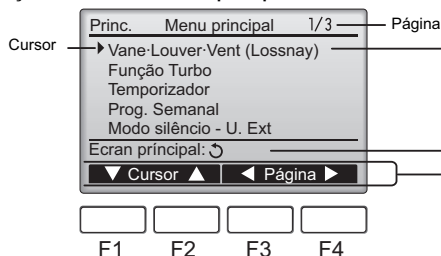 Princ. Menu principal 1/3
Página
Cursor
Vane·Louver·Vent (Lossnay)
Função Turbo
Temporizador
Prog. Semanal
Modo silêncio - U. Ext
Ecran príncipal:
Cursor
Página
F1 F2 F3 F4